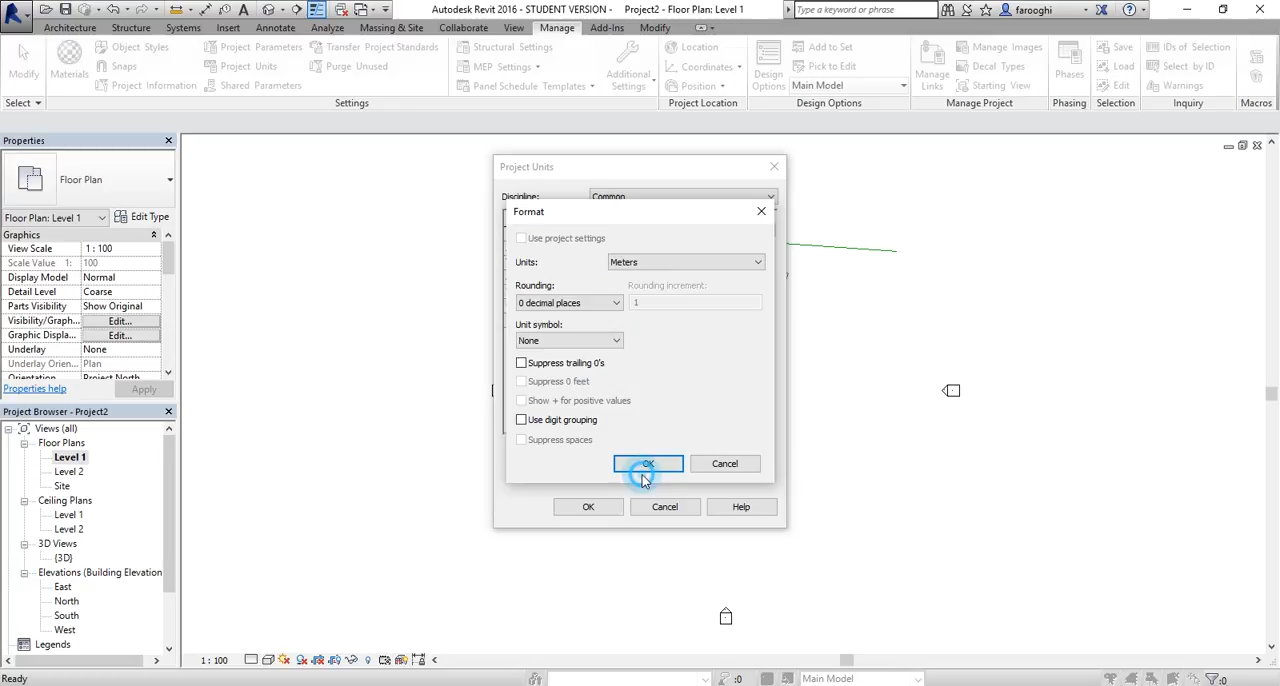 Autodesk Revit 2016 - STUDENT VERSION - Project2 - Floor Plan: Level 1
Type a keyword or phrase
farooghi
Architecture Structure Systems Insert Annotate Analyze Massing & Site Collaborate View Manage Add-Ins Modify
Modify
Materials
Object Styles
Snaps
Project Information
Project Parameters
Project Units
Shared Parameters
Transfer Project Standards
Purge Unused
Structural Settings
MEP Settings
Panel Schedule Templates
Additional
Settings
Location
Coordinates
Position
Design
Options
Add to Set
Pick to Edit
Main Model
Manage
Links
Manage Images
Decal Types
Starting View
Phases
Save
Load
Edit
IDs of Selection
Select by ID
Warnings
Select
Settings
Project Location
Design Options
Manage Project
Phasing
Selection
Inquiry
Macros
Properties
Floor Plan
Floor Plan: Level 1
Edit Type
Graphics
View Scale 1 : 100
Scale Value 1: 100
Display Model Normal
Detail Level Coarse
Parts Visibility Show Original
Visibility/Graph... Edit...
Graphic Displa... Edit...
Underlay None
Underlay Orien... Plan
Orientation Project North
Properties help
Apply
Project Browser - Project2
Views (all)
Floor Plans
Level 1
Level 2
Site
Ceiling Plans
Level 1
Level 2
3D Views
{3D}
Elevations (Building Elevation
East
North
South
West
Legends
Project Units
Discipline: Common
Format
Use project settings
Units: Meters
Rounding: Rounding increment:
0 decimal places 1
Unit symbol:
None
Suppress trailing 0's
Suppress 0 feet
Show + for positive values
Use digit grouping
Suppress spaces
OK Cancel
OK Cancel Help
1 : 100
Ready
:0
Main Model
:0